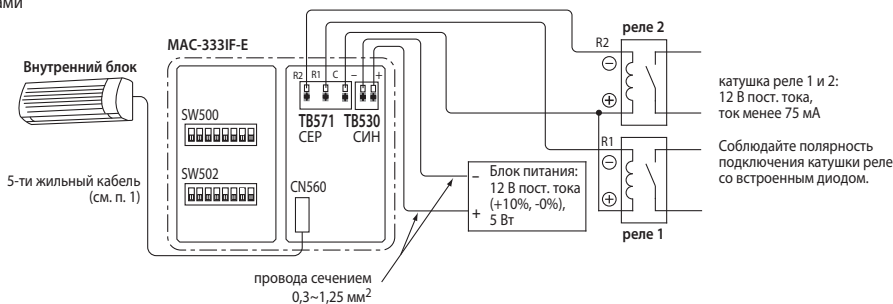 ами
MAC-333IF-E
Внутренний блок
5-ти жильный кабель
(см. п. 1)
SW500
SW502
R2 R1 C − +
TB571 TB530
СЕР СИН
CN560
провода сечением
0,3~1,25 мм2
− Блок питания:
12 В пост. тока
+ (+10%, -0%),
5 Вт
реле 2
R2
−
+
R1
−
+
реле 1
катушка реле 1 и 2:
12 В пост. тока,
ток менее 75 мА
Соблюдайте полярность
подключения катушки реле
со встроенным диодом.